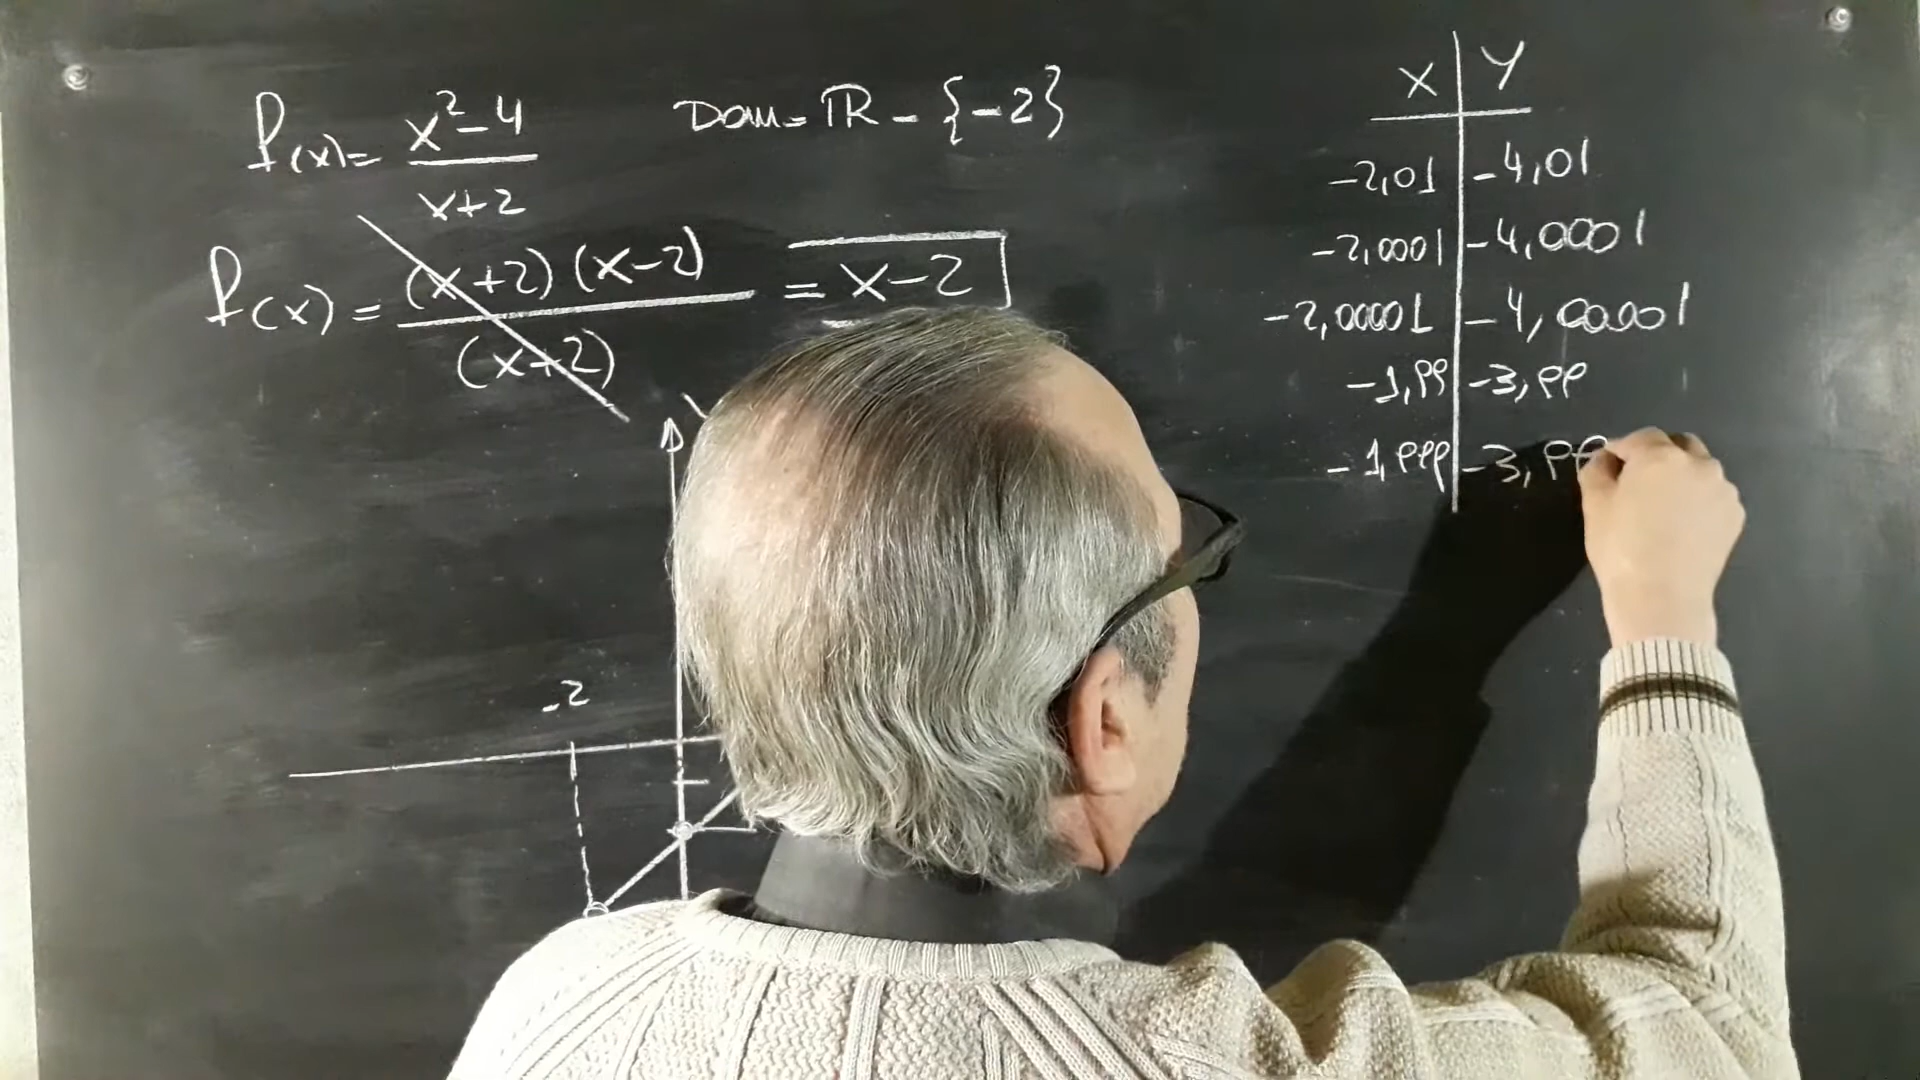 f(x) = x²-4 / x+2
Dom = ℝ - {-2}
f(x) = (x+2)(x-2) / (x+2) = x-2
-2
X | Y
-2,01 | -4,01
-2,0001 | -4,0001
-2,00001 | -4,00001
-1,99 | -3,99
-1,999 | -3,99